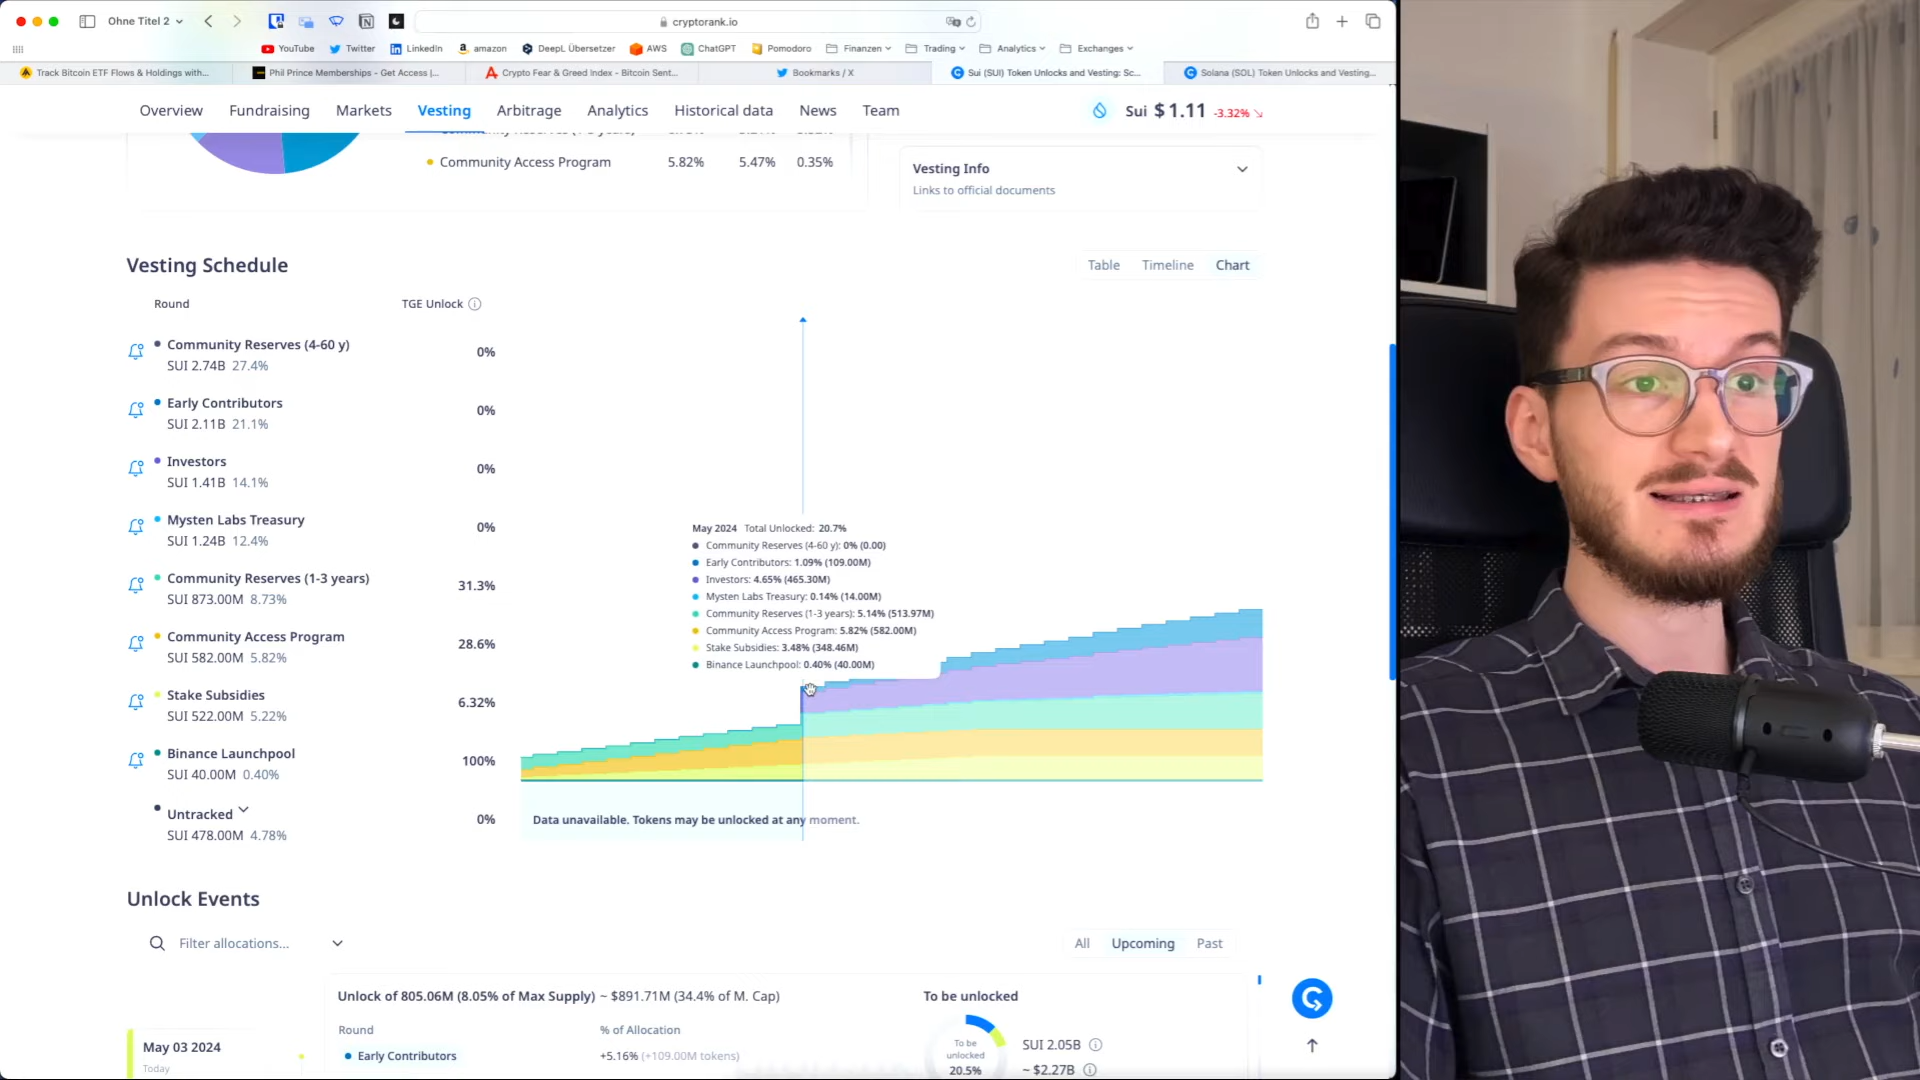 Ohne Titel 2
cryptorank.io
YouTube Twitter LinkedIn amazon DeepL Übersetzer AWS ChatGPT Pomodoro Finanzen Trading Analytics Exchanges
Track Bitcoin ETF Flows & Holdings with... Phil Prince Memberships - Get Access |... Crypto Fear & Greed Index - Bitcoin Sent... Bookmarks / X Sui (SUI) Token Unlocks and Vesting: Sc... Solana (SOL) Token Unlocks and Vesting...
Overview Fundraising Markets Vesting Arbitrage Analytics Historical data News Team Sui $ 1.11 -3.32%
Community Access Program 5.82% 5.47% 0.35%
Vesting Info
Links to official documents
Vesting Schedule
Table Timeline Chart
Round TGE Unlock
Community Reserves (4-60 y)
SUI 2.74B 27.4%
0%
Early Contributors
SUI 2.11B 21.1%
0%
Investors
SUI 1.41B 14.1%
0%
Mysten Labs Treasury
SUI 1.24B 12.4%
0%
Community Reserves (1-3 years)
SUI 873.00M 8.73%
31.3%
Community Access Program
SUI 582.00M 5.82%
28.6%
Stake Subsidies
SUI 522.00M 5.22%
6.32%
Binance Launchpool
SUI 40.00M 0.40%
100%
Untracked
SUI 478.00M 4.78%
0%
May 2024 Total Unlocked: 20.7%
Community Reserves (4-60 y): 0% (0.00)
Early Contributors: 1.09% (109.00M)
Investors: 4.65% (465.30M)
Mysten Labs Treasury: 0.14% (14.00M)
Community Reserves (1-3 years): 5.14% (513.97M)
Community Access Program: 5.82% (582.00M)
Stake Subsidies: 3.48% (348.46M)
Binance Launchpool: 0.40% (40.00M)
Data unavailable. Tokens may be unlocked at any moment.
Unlock Events
Filter allocations...
All Upcoming Past
Unlock of 805.06M (8.05% of Max Supply) ~ $891.71M (34.4% of M. Cap)
To be unlocked
Round % of Allocation
May 03 2024
Today
Early Contributors +5.16% (+109.00M tokens)
To be
unlocked
20.5%
SUI 2.05B
~ $2.27B